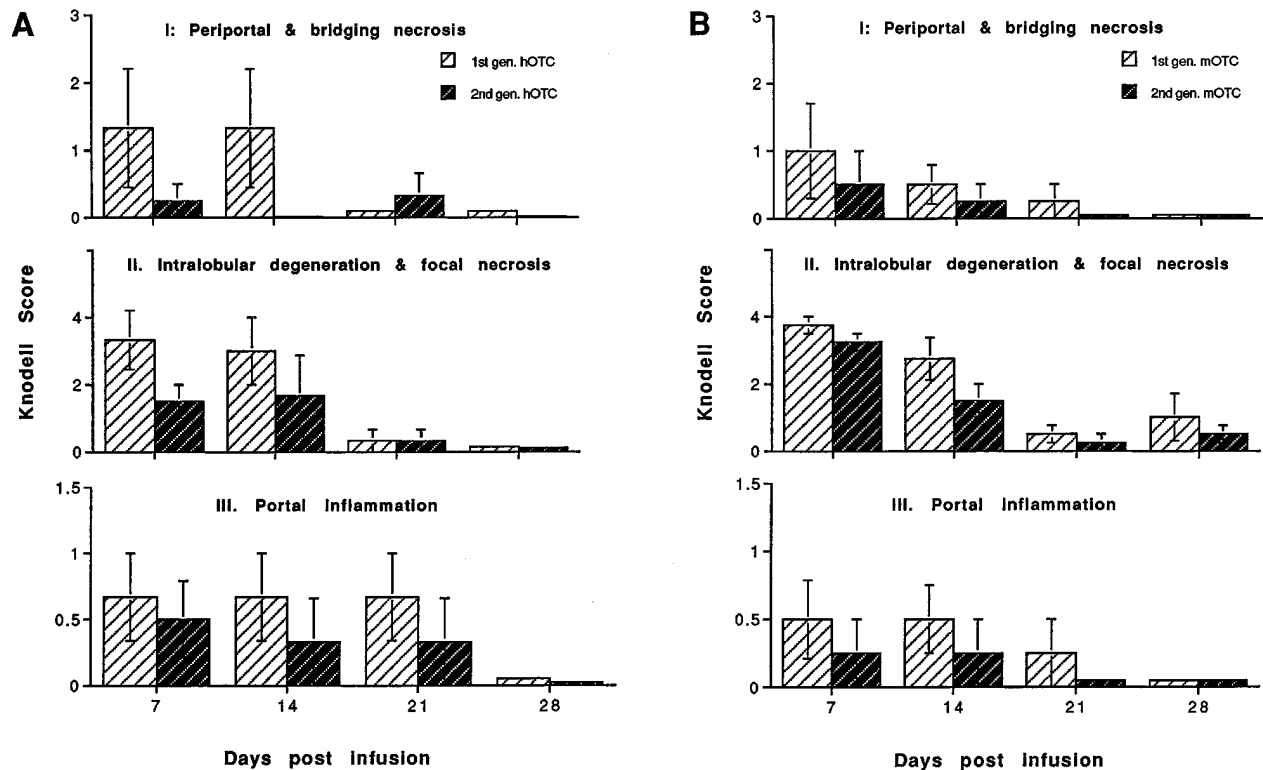 A
I: Periportal & bridging necrosis
1st gen. hOTC
2nd gen. hOTC
3
2
1
0
II. Intralobular degeneration & focal necrosis
4
2
0
III. Portal Inflammation
1.5
1
0.5
0
7 14 21 28
Knodell Score
Days post infusion
B
I: Periportal & bridging necrosis
1st gen. mOTC
2nd gen. mOTC
3
2
1
0
II. Intralobular degeneration & focal necrosis
4
2
0
III. Portal Inflammation
1.5
1
0.5
0
7 14 21 28
Knodell Score
Days post Infusion